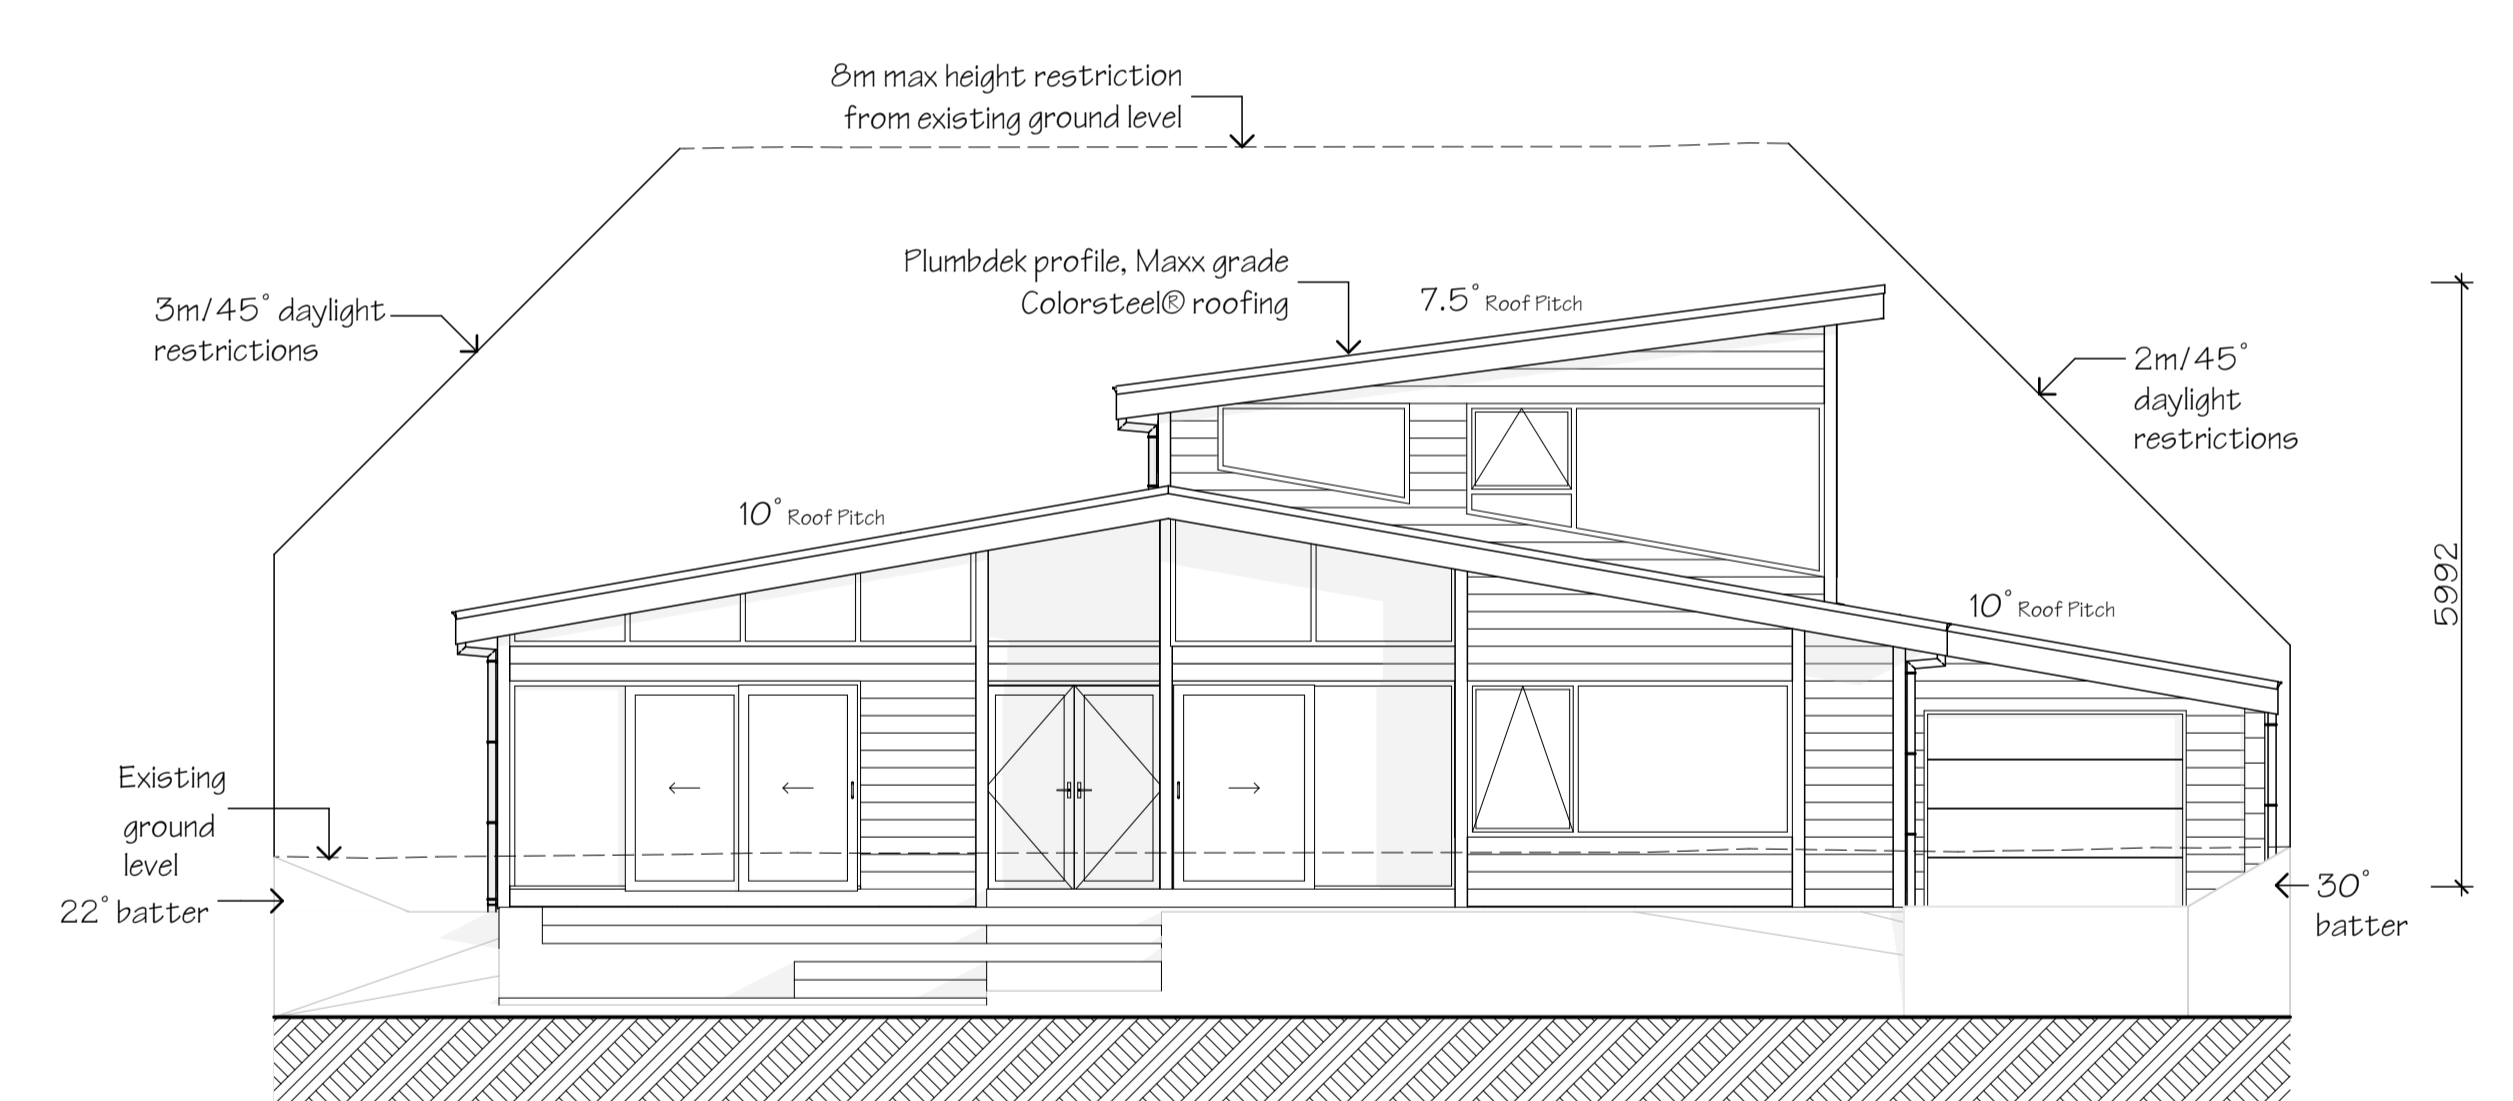 8m max height restriction
from existing ground level
Plumbdek profile, Maxx grade
Colorsteel® roofing
7.5° Roof Pitch
3m/45° daylight
restrictions
2m/45°
daylight
restrictions
10° Roof Pitch
10° Roof Pitch
5992
Existing
ground
level
22° batter
30°
batter